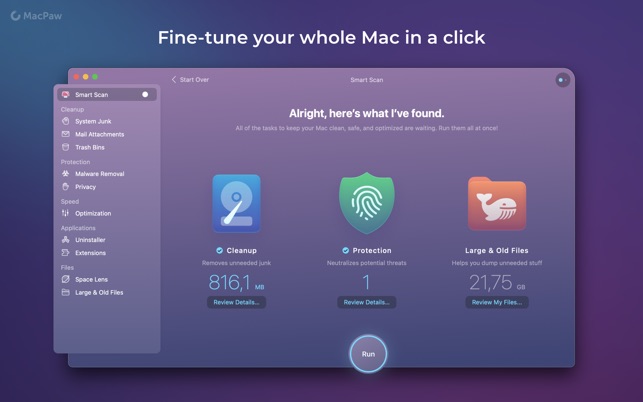 MacPaw
Fine-tune your whole Mac in a click
Start Over
Smart Scan
Smart Scan
Cleanup
System Junk
Mail Attachments
Trash Bins
Protection
Malware Removal
Privacy
Speed
Optimization
Applications
Uninstaller
Extensions
Files
Space Lens
Large & Old Files
Alright, here's what I've found.
All of the tasks to keep your Mac clean, safe, and optimized are waiting. Run them all at once!
Cleanup
Removes unneeded junk
816,1 MB
Review Details...
Protection
Neutralizes potential threats
1
Review Details...
Large & Old Files
Helps you dump unneeded stuff
21,75 GB
Review My Files...
Run